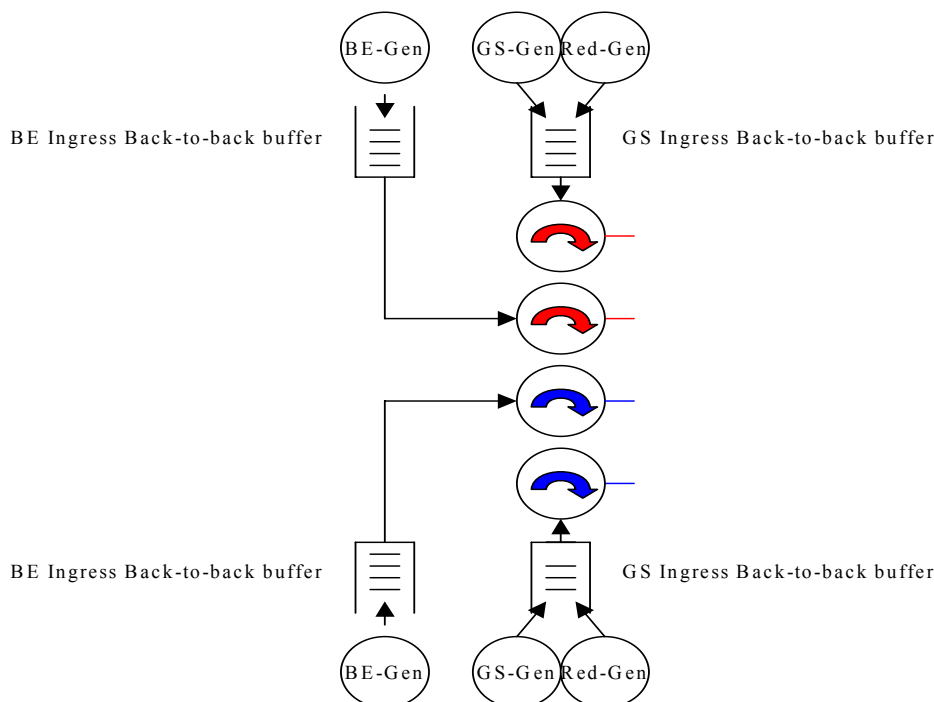 BE-Gen
GS-Gen
Red-Gen
BE Ingress Back-to-back buffer
GS Ingress Back-to-back buffer
BE Ingress Back-to-back buffer
GS Ingress Back-to-back buffer
BE-Gen
GS-Gen
Red-Gen